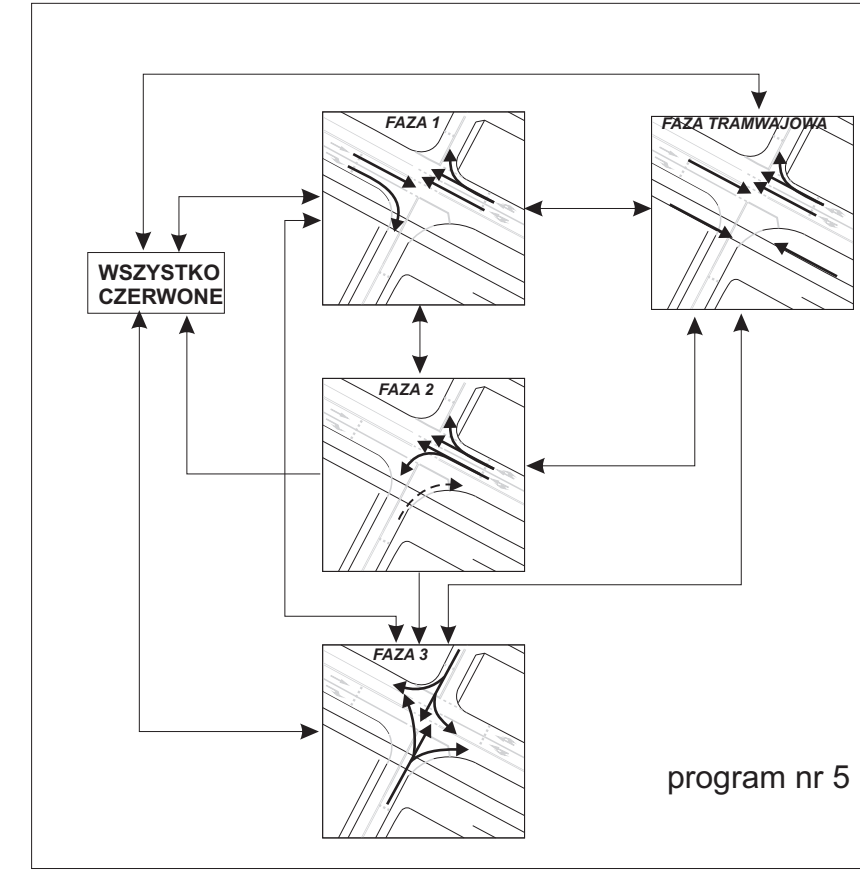 FAZA 1
FAZA TRAMWAJOWA
WSZYSTKO
CZERWONE
FAZA 2
FAZA 3
program nr 5